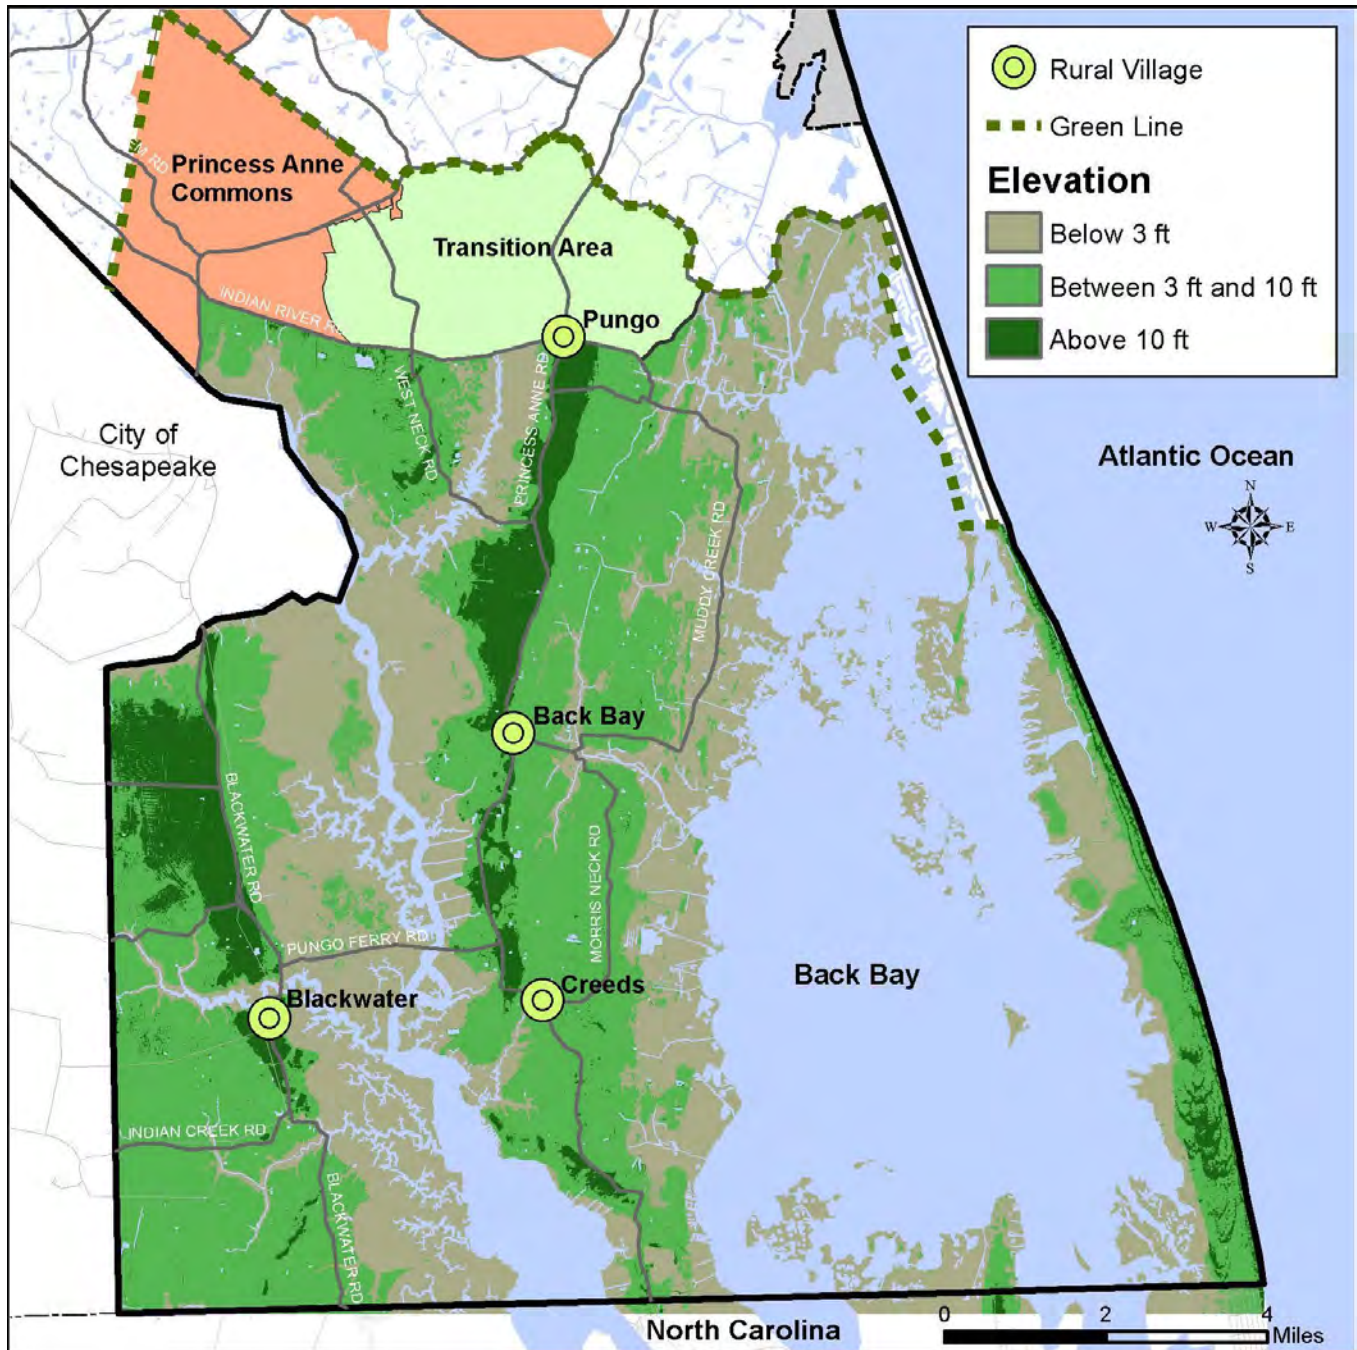 Rural Village
Green Line
Elevation
Below 3 ft
Between 3 ft and 10 ft
Above 10 ft
Princess Anne
Commons
RD
Transition Area
INDIAN RIVER RD
Pungo
City of
Chesapeake
WEST NECK RD
PRINCESS ANNE RD
Atlantic Ocean
N
W
E
S
MUDDY CREEK RD
Back Bay
BLACKWATER RD
MORRIS NECK RD
PUNGO FERRY RD
Back Bay
Creeds
Blackwater
INDIAN CREEK RD
BLACKWATER RD
North Carolina
0
2
4
Miles